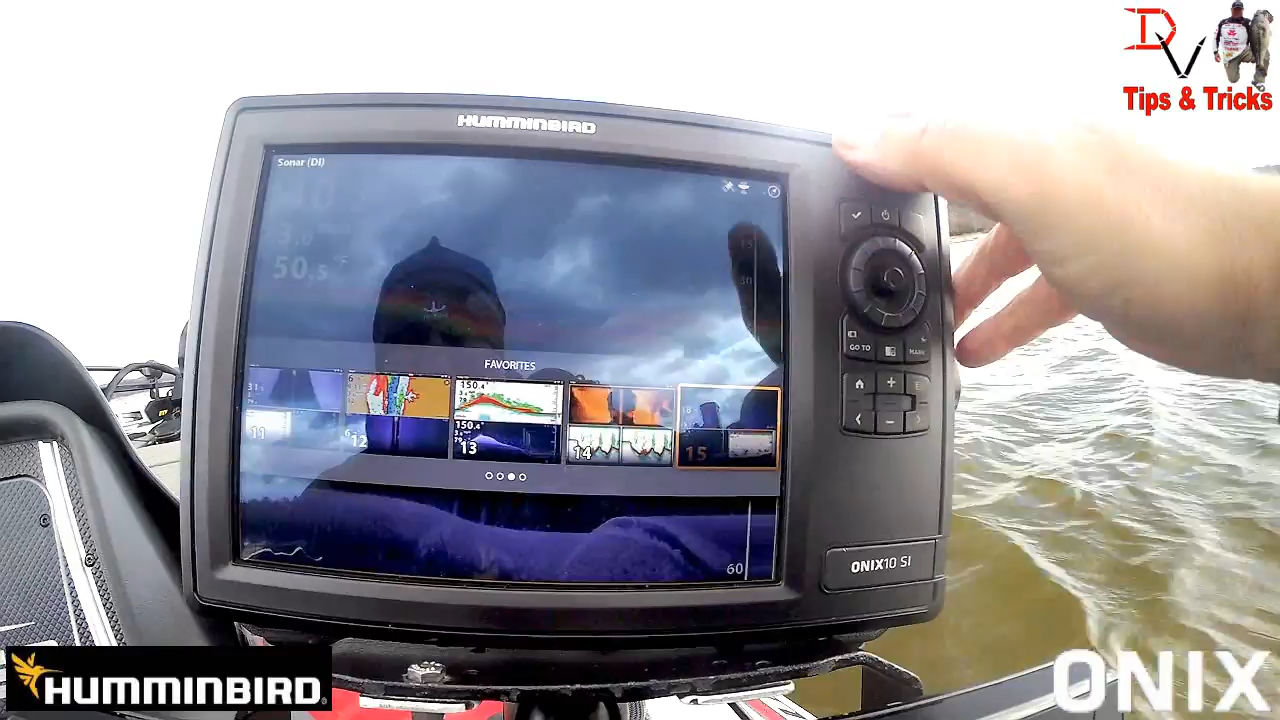 DV
Tips & Tricks
HUMMINBIRD
Sonar (DI)
50.5 °F
FAVORITES
11
12
150.4
150.4
13
14
15
60
GO TO
MARK
ONIX10 SI
HUMMINBIRD®
ONIX